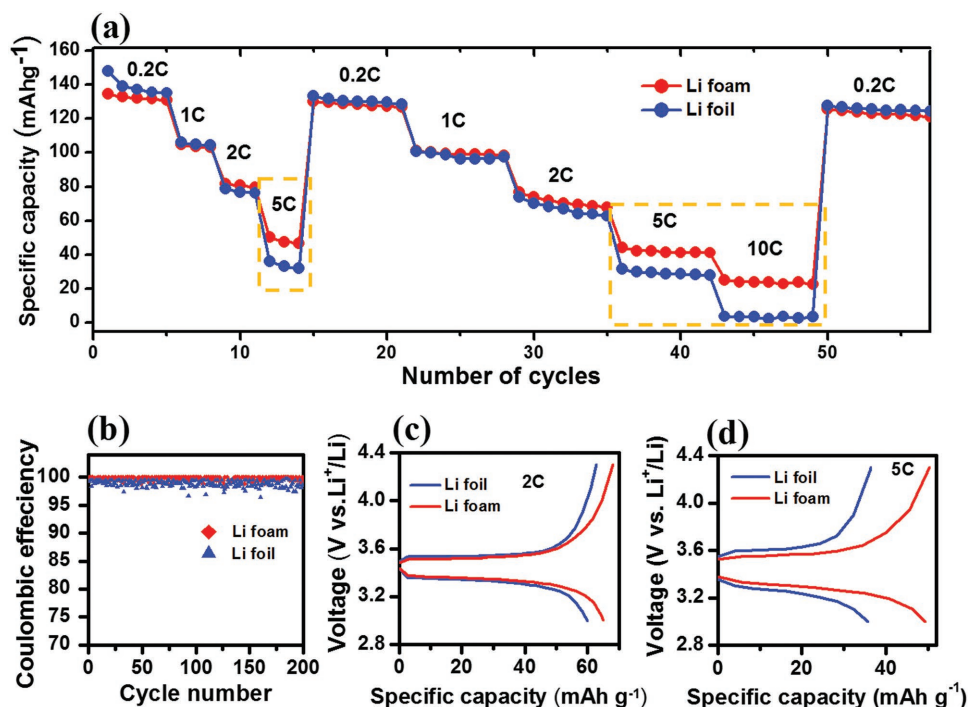 (a)
160
140
120
100
80
60
40
20
0
Specific capacity (mAhg-1)
0.2C
1C
2C
5C
0.2C
1C
2C
5C
10C
0.2C
Li foam
Li foil
0
10
20
30
40
50
Number of cycles
(b)
100
95
90
85
80
75
70
Coulombic effeciency
Li foam
Li foil
0
50
100
150
200
Cycle number
(c)
4.4
4.0
3.6
3.2
2.8
Voltage (V vs.Li+/Li)
Li foil
Li foam
2C
0
20
40
60
Specific capacity (mAh g-1)
(d)
4.4
4.0
3.6
3.2
2.8
Voltage (V vs. Li+/Li)
Li foil
Li foam
5C
0
20
40
Specific capacity (mAh g-1)